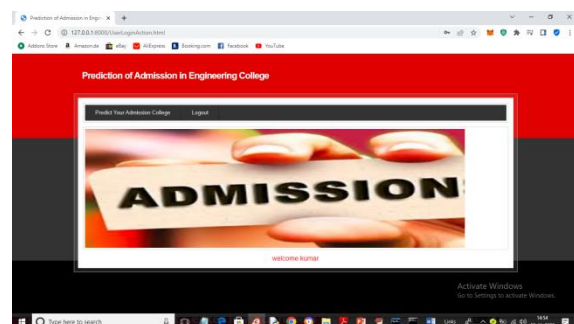 Prediction of Admission in Engin
127.0.0.1:8000/UserLoginAction.html
Addons Store Amazon.de eBay AliExpress Booking.com Facebook YouTube
Prediction of Admission in Engineering College
Predict Your Admission College Logout
ADMISSION
welcome kumar
Activate Windows
Go to Settings to activate Windows.
Type here to search Links 14:54